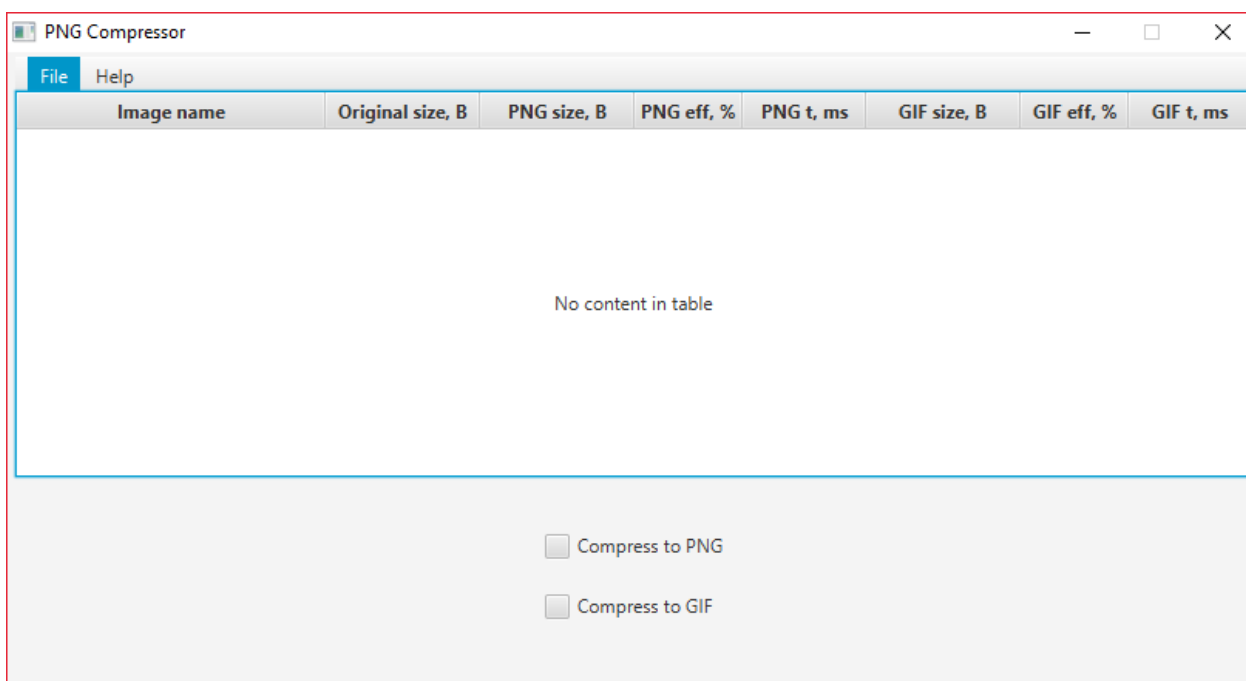 PNG Compressor
File Help
Image name Original size, B PNG size, B PNG eff, % PNG t, ms GIF size, B GIF eff, % GIF t, ms
No content in table
Compress to PNG
Compress to GIF